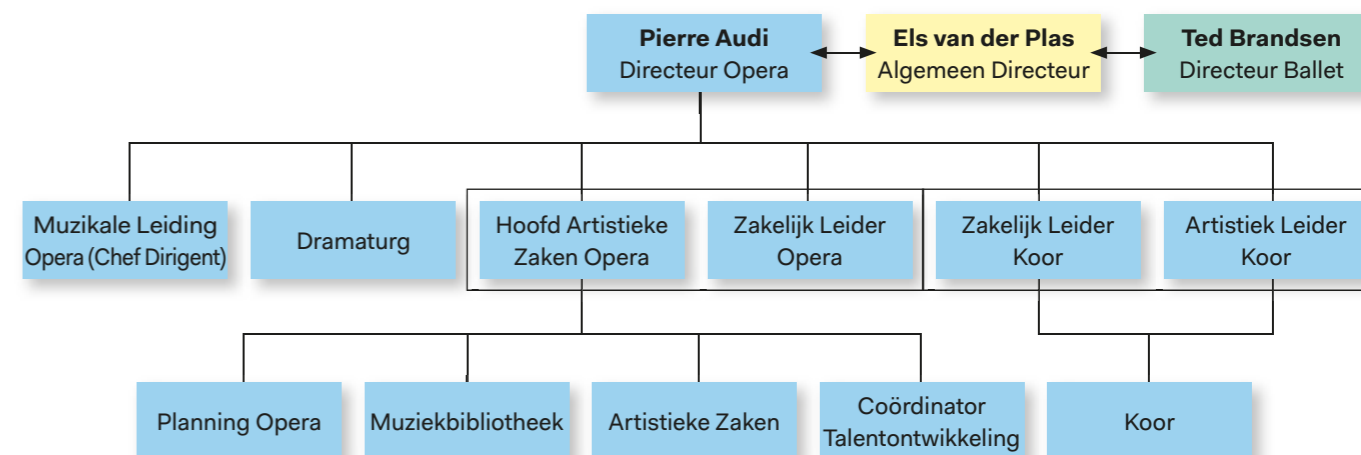 Pierre Audi
Directeur Opera
Els van der Plas
Algemeen Directeur
Ted Brandsen
Directeur Ballet
Muzikale Leiding
Opera (Chef Dirigent)
Dramaturg
Hoofd Artistieke
Zaken Opera
Zakelijk Leider
Opera
Zakelijk Leider
Koor
Artistiek Leider
Koor
Planning Opera
Muziekbibliotheek
Artistieke Zaken
Coördinator
Talentontwikkeling
Koor